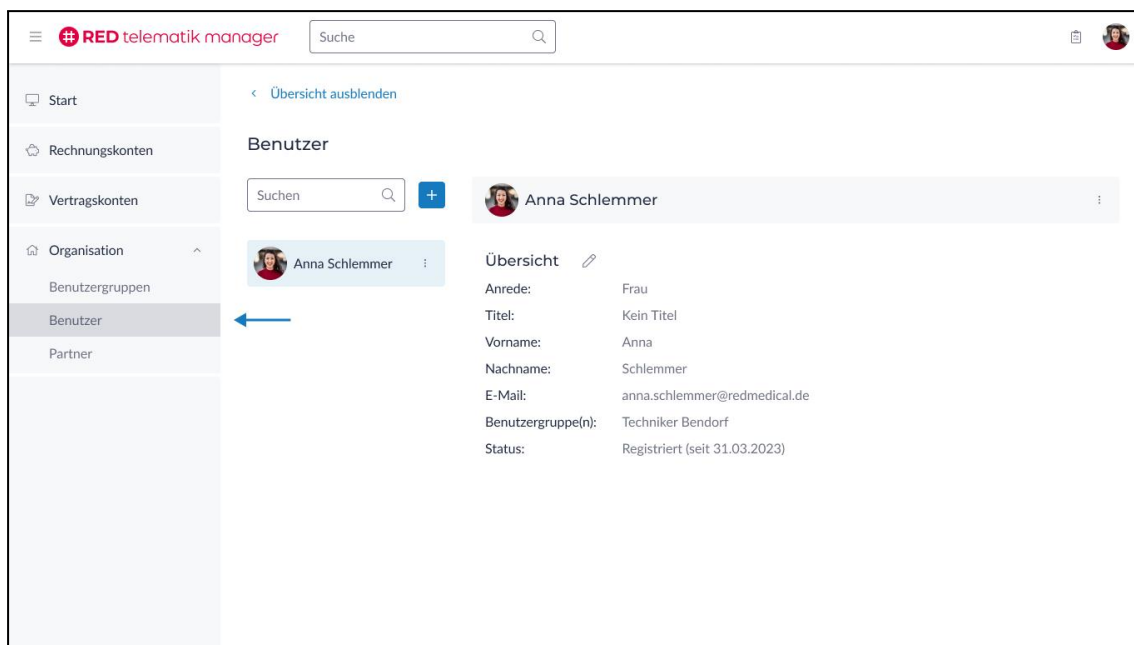 RED telematik manager
Suche
Start
Rechnungskonten
Vertragskonten
Organisation
Benutzergruppen
Benutzer
Partner
Übersicht ausblenden
Benutzer
Suchen
Anna Schlemmer
Anna Schlemmer
Übersicht
Anrede: Frau
Titel: Kein Titel
Vorname: Anna
Nachname: Schlemmer
E-Mail: anna.schlemmer@redmedical.de
Benutzergruppe(n): Techniker Bendorf
Status: Registriert (seit 31.03.2023)